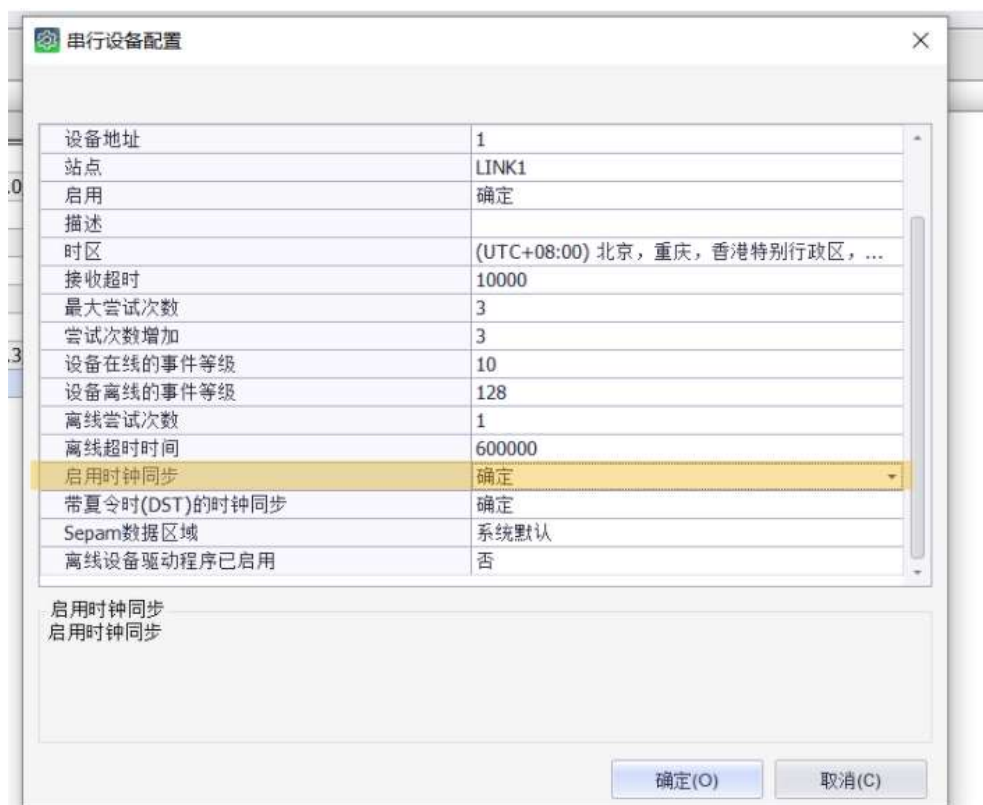 串行设备配置
设备地址 1
站点 LINK1
.0
启用 确定
描述
时区 (UTC+08:00) 北京，重庆，香港特别行政区，...
接收超时 10000
最大尝试次数 3
尝试次数增加 3
.3
设备在线的事件等级 10
设备离线的事件等级 128
离线尝试次数 1
离线超时时间 600000
启用时钟同步 确定
带夏令时(DST)的时钟同步 确定
Sepam数据区域 系统默认
离线设备驱动程序已启用 否
启用时钟同步
启用时钟同步
确定(O) 取消(C)